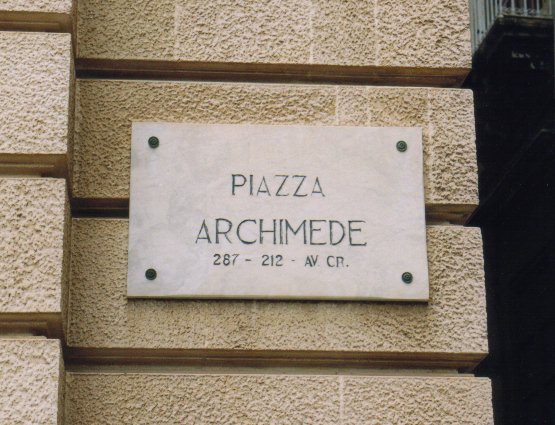 PIAZZA
ARCHIMEDE
287 - 212 - AV CR.